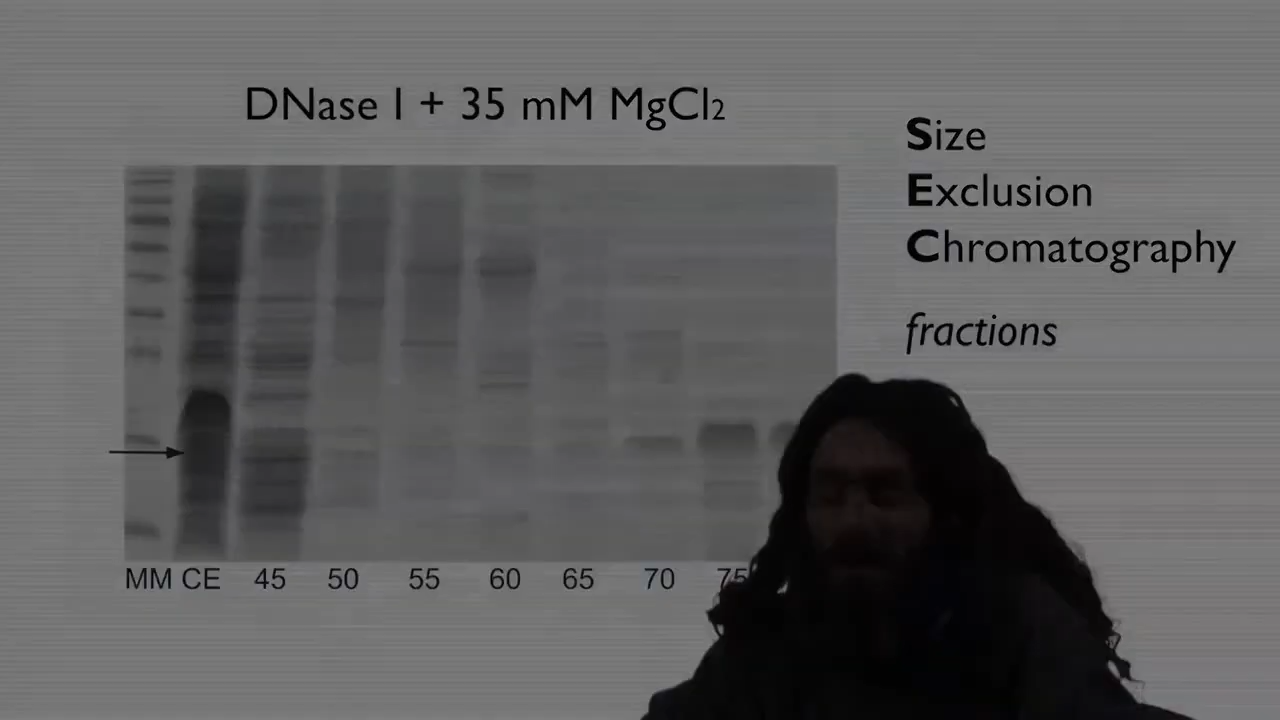 DNase I + 35 mM MgCl2
Size
Exclusion
Chromatography
fractions
MM CE 45 50 55 60 65 70 75